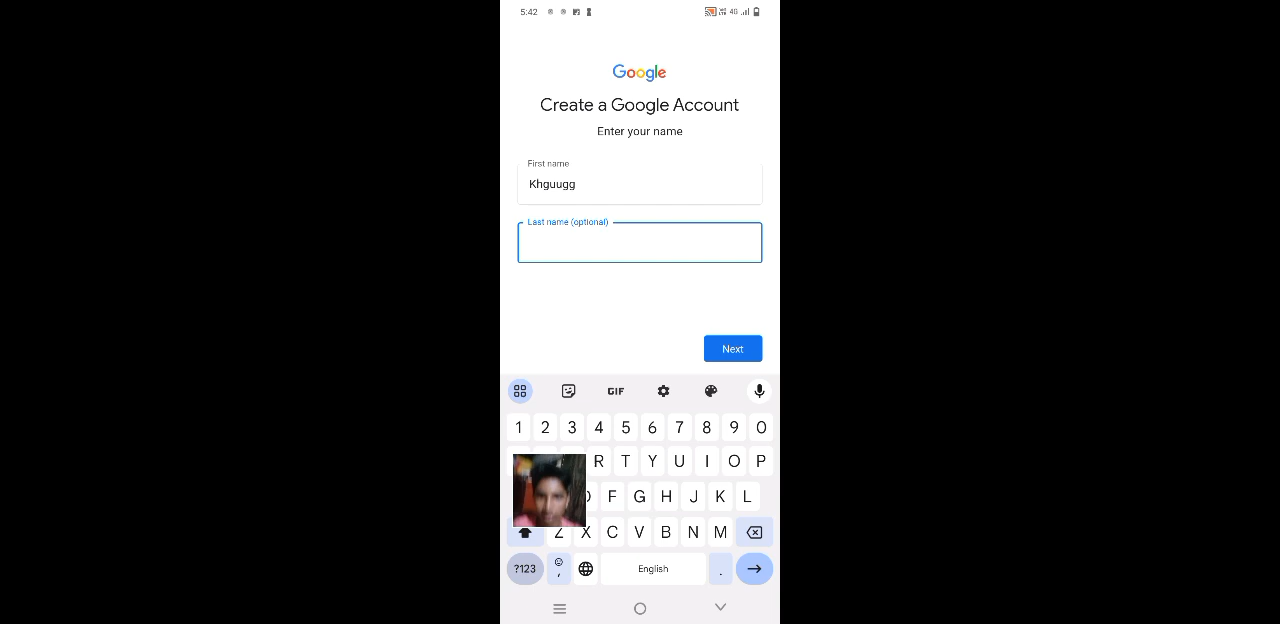 5:42 4G
Google
Create a Google Account
Enter your name
First name
Khguugg
Last name (optional)
Next
GIF
1 2 3 4 5 6 7 8 9 0
R T Y U I O P
F G H J K L
Z X C V B N M
?123 , English .